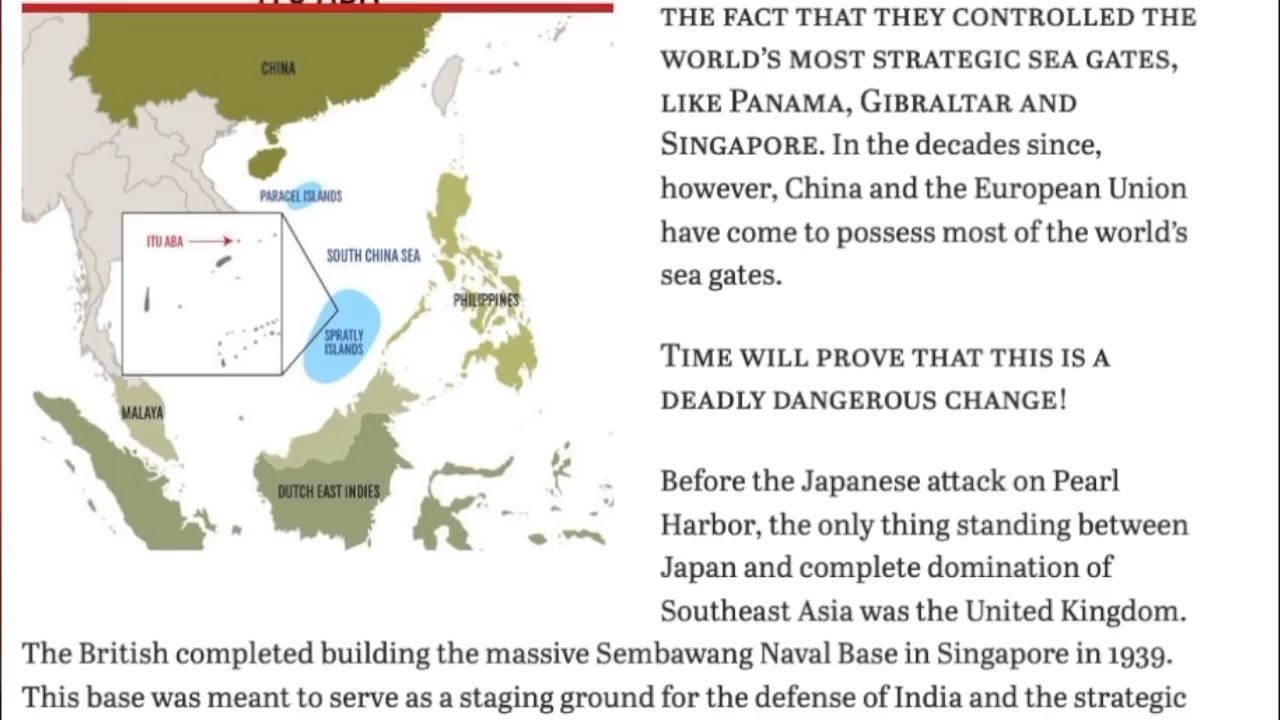 ITU ABA
CHINA
PARACEL ISLANDS
ITU ABA
SOUTH CHINA SEA
PHILIPPINES
SPRATLY
ISLANDS
MALAYA
DUTCH EAST INDIES
THE FACT THAT THEY CONTROLLED THE
WORLD’S MOST STRATEGIC SEA GATES,
LIKE PANAMA, GIBRALTAR AND
SINGAPORE. In the decades since,
however, China and the European Union
have come to possess most of the world’s
sea gates.
TIME WILL PROVE THAT THIS IS A
DEADLY DANGEROUS CHANGE!
Before the Japanese attack on Pearl
Harbor, the only thing standing between
Japan and complete domination of
Southeast Asia was the United Kingdom.
The British completed building the massive Sembawang Naval Base in Singapore in 1939.
This base was meant to serve as a staging ground for the defense of India and the strategic